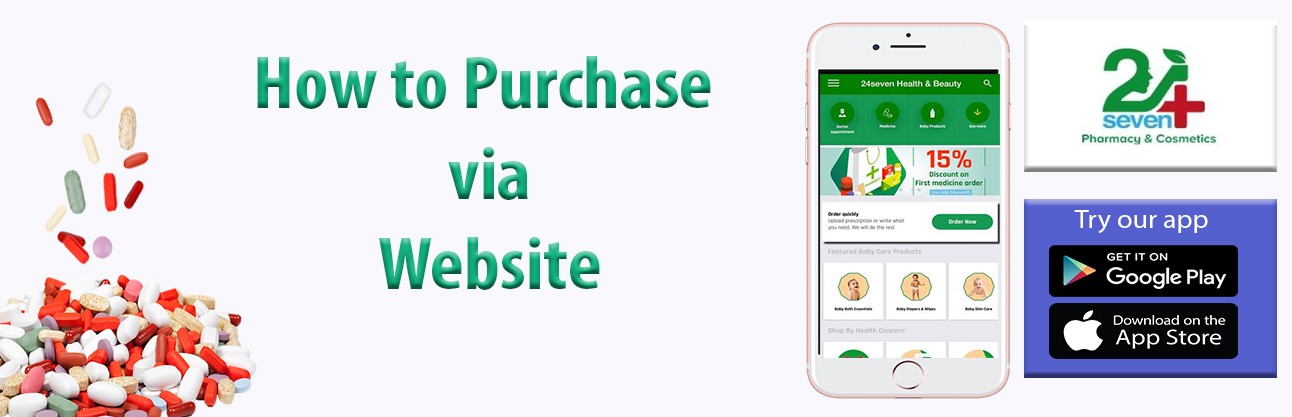 How to Purchase
via
Website
24seven Health & Beauty
Doctor
Appointment
Medicine
Baby Products
See More
15%
Discount on
First medicine order
Order quickly
Upload prescription or write what
you need. We will do the rest
Order Now
Featured Baby Care Products
Baby Bath Essentials
Baby Diapers & Wipes
Baby Skin Care
Shop By Health Concern
24
seven
Pharmacy & Cosmetics
Try our app
GET IT ON
Google Play
Download on the
App Store